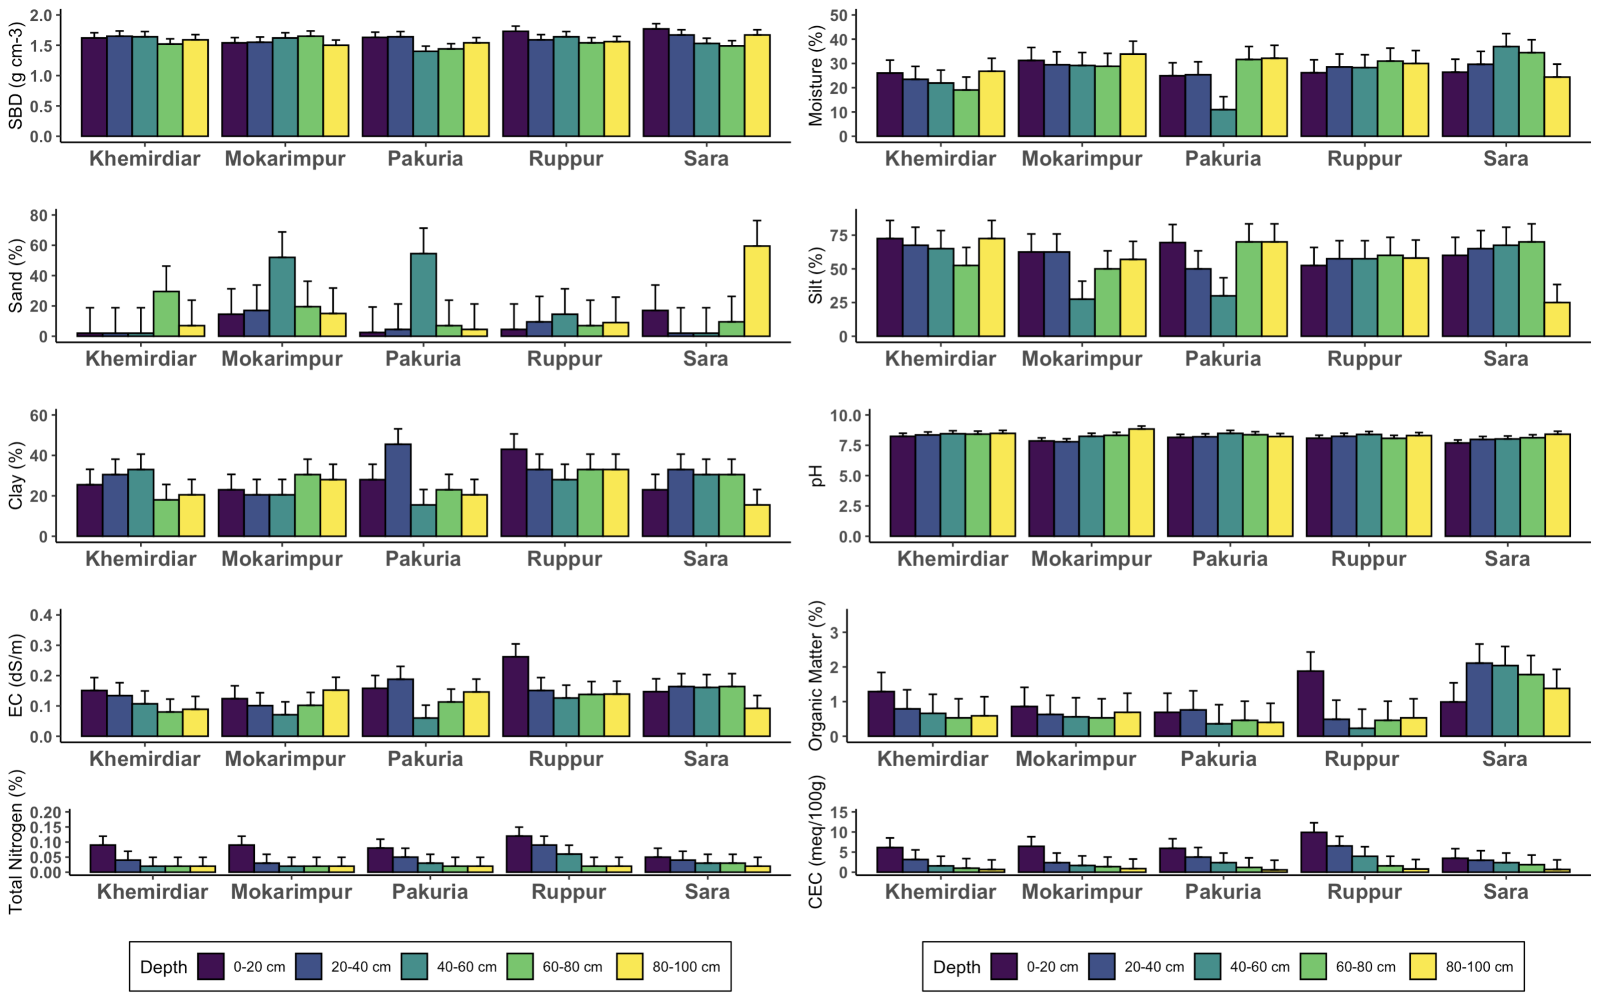 SBD (g cm-3)
2.0
1.5
1.0
0.5
0.0
Khemirdiar Mokarimpur Pakuria Ruppur Sara
Moisture (%)
50
40
30
20
10
0
Khemirdiar Mokarimpur Pakuria Ruppur Sara
Sand (%)
80
60
40
20
0
Khemirdiar Mokarimpur Pakuria Ruppur Sara
Silt (%)
75
50
25
0
Khemirdiar Mokarimpur Pakuria Ruppur Sara
Clay (%)
60
40
20
0
Khemirdiar Mokarimpur Pakuria Ruppur Sara
pH
10.0
7.5
5.0
2.5
0.0
Khemirdiar Mokarimpur Pakuria Ruppur Sara
EC (dS/m)
0.4
0.3
0.2
0.1
0.0
Khemirdiar Mokarimpur Pakuria Ruppur Sara
Organic Matter (%)
3
2
1
0
Khemirdiar Mokarimpur Pakuria Ruppur Sara
Total Nitrogen (%)
0.20
0.15
0.10
0.05
0.00
Khemirdiar Mokarimpur Pakuria Ruppur Sara
CEC (meq/100g)
15
10
5
0
Khemirdiar Mokarimpur Pakuria Ruppur Sara
Depth 0-20 cm 20-40 cm 40-60 cm 60-80 cm 80-100 cm
Depth 0-20 cm 20-40 cm 40-60 cm 60-80 cm 80-100 cm